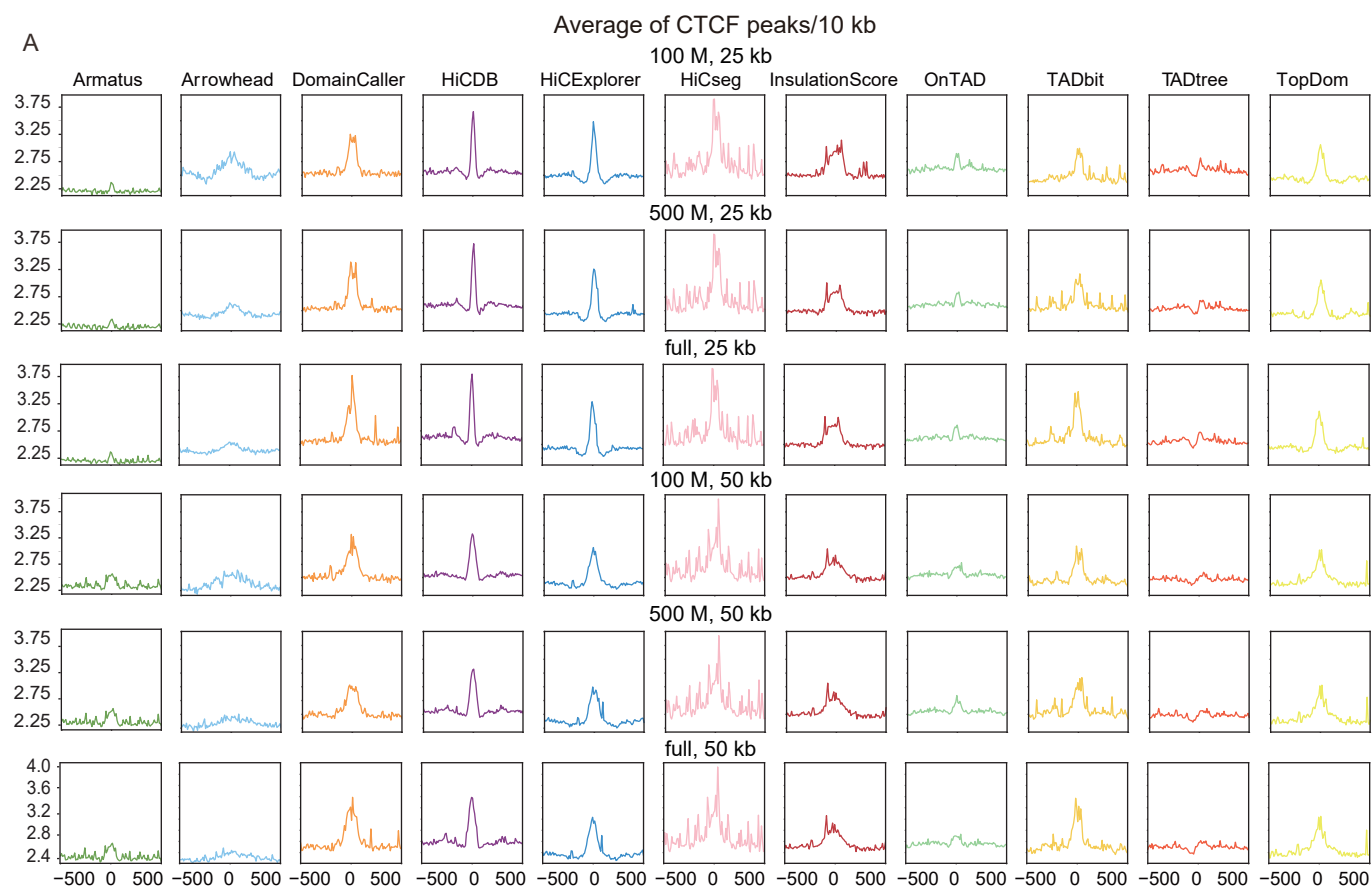 Average of CTCF peaks/10 kb
A
100 M, 25 kb
Armatus Arrowhead DomainCaller HiCDB HiCExplorer HiCseg InsulationScore OnTAD TADbit TADtree TopDom
3.75
3.25
2.75
2.25
500 M, 25 kb
3.75
3.25
2.75
2.25
full, 25 kb
3.75
3.25
2.75
2.25
100 M, 50 kb
3.75
3.25
2.75
2.25
500 M, 50 kb
3.75
3.25
2.75
2.25
full, 50 kb
4.0
3.6
3.2
2.8
2.4
−500 0 500 −500 0 500 −500 0 500 −500 0 500 −500 0 500 −500 0 500 −500 0 500 −500 0 500 −500 0 500 −500 0 500 −500 0 500